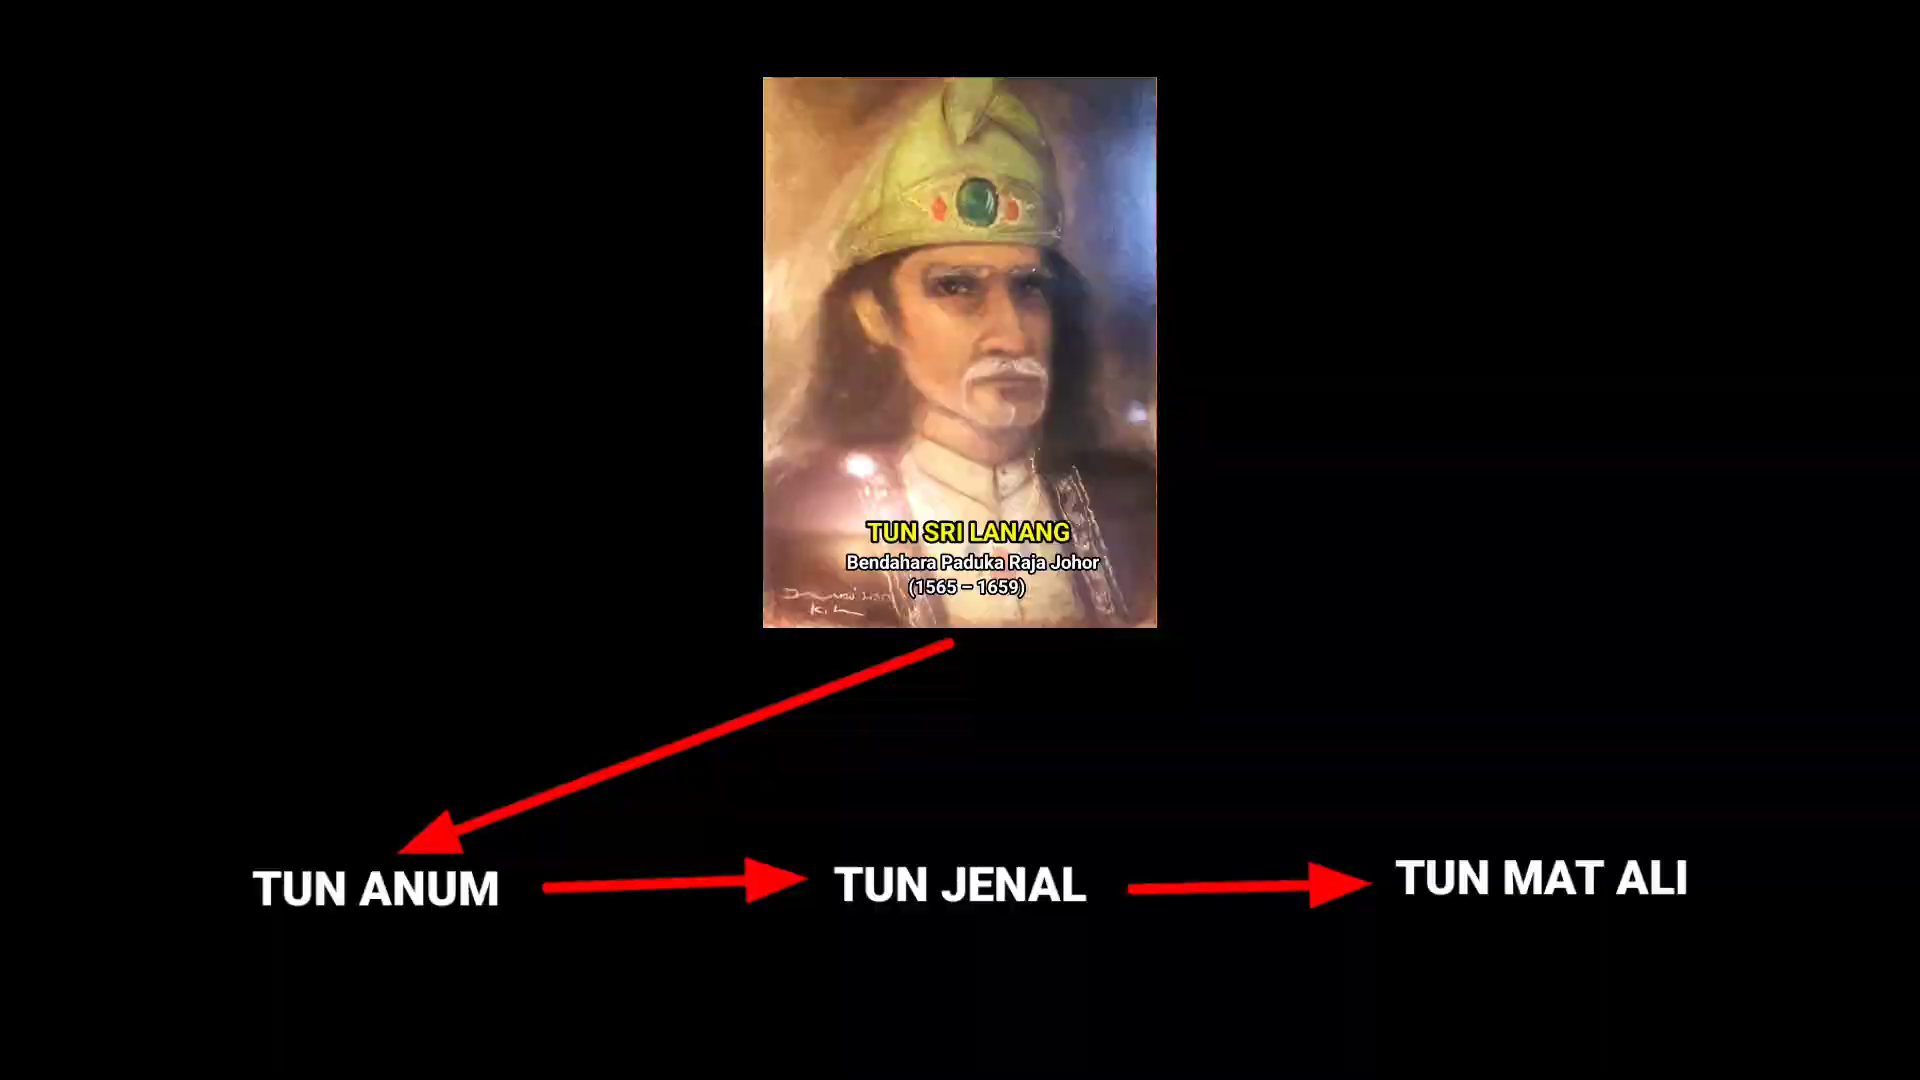 TUN SRI LANANG
Bendahara Paduka Raja Johor
(1565 – 1659)
TUN ANUM
TUN JENAL
TUN MAT ALI